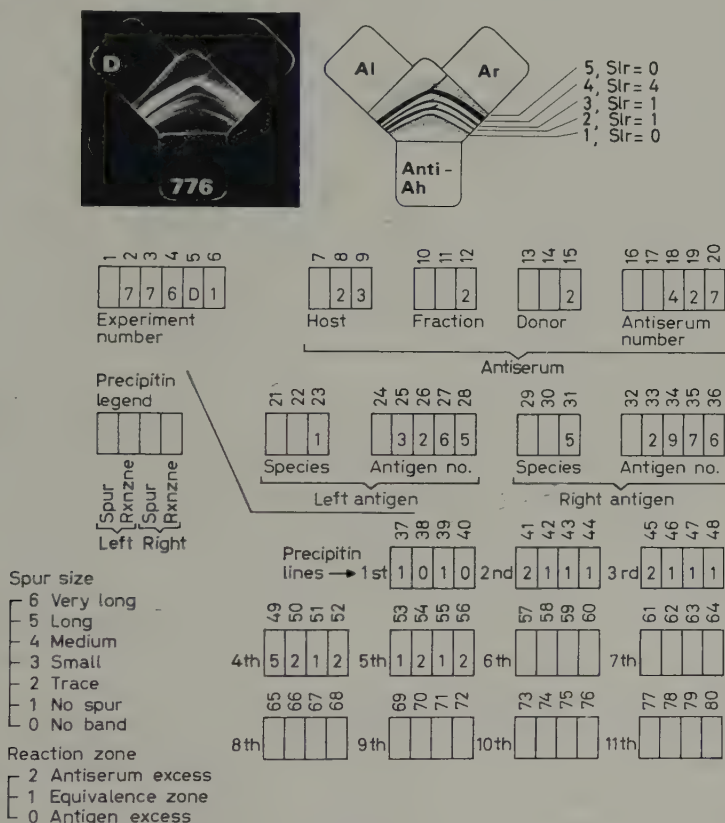 D
776
Al
Ar
Anti-
Ah
5, Slr= 0
4, Slr= 4
3, Slr= 1
2, Slr= 1
1, Slr= 0
1 2 3 4 5 6
7 7 6 D 1
Experiment
number
7 8 9
2 3
Host
10 11 12
2
Fraction
13 14 15
2
Donor
16 17 18 19 20
4 2 7
Antiserum
number
Antiserum
Precipitin
legend
Spur
Rxnzne
Spur
Rxnzne
Left Right
21 22 23
1
Species
24 25 26 27 28
3 2 6 5
Antigen no.
Left antigen
29 30 31
5
Species
32 33 34 35 36
2 9 7 6
Antigen no.
Right antigen
Spur size
6 Very long
5 Long
4 Medium
3 Small
2 Trace
1 No spur
0 No band
Reaction zone
2 Antiserum excess
1 Equivalence zone
0 Antigen excess
37 38 39 40
Precipitin
lines → 1st 1 0 1 0
41 42 43 44
2nd 2 1 1 1
45 46 47 48
3rd 2 1 1 1
49 50 51 52
4th 5 2 1 2
53 54 55 56
5th 1 2 1 2
57 58 59 60
6th
61 62 63 64
7th
65 66 67 68
8th
69 70 71 72
9th
73 74 75 76
10th
77 78 79 80
11th